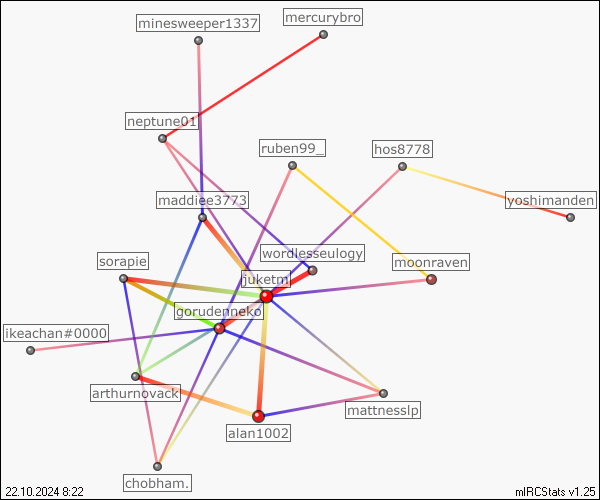 minesweeper1337
mercurybro
neptune01
ruben99_
hos8778
maddiee3773
yoshimanden
wordlesseulogy
sorapie
juketm
moonraven
gorudenneko
ikeachan#0000
arthurnovack
mattnesslp
alan1002
chobham.
22.10.2024 8:22
mIRCStats v1.25